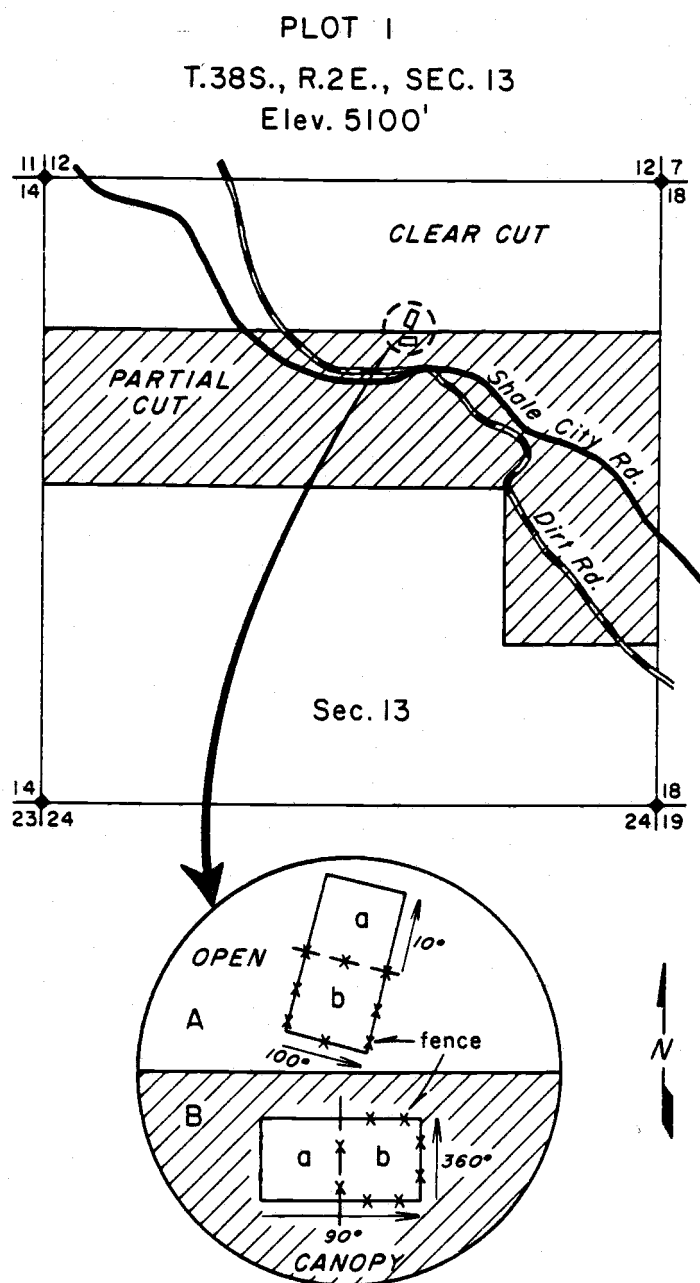 PLOT 1
T.38S., R.2E., SEC. 13
Elev. 5100'
11|12
12|7
14
18
CLEAR CUT
PARTIAL
CUT
Shale City Rd.
Dirt Rd.
Sec. 13
14
18
23|24
24|19
a
OPEN
10°
b
A
100°
fence
N
B
a
b
360°
90°
CANOPY